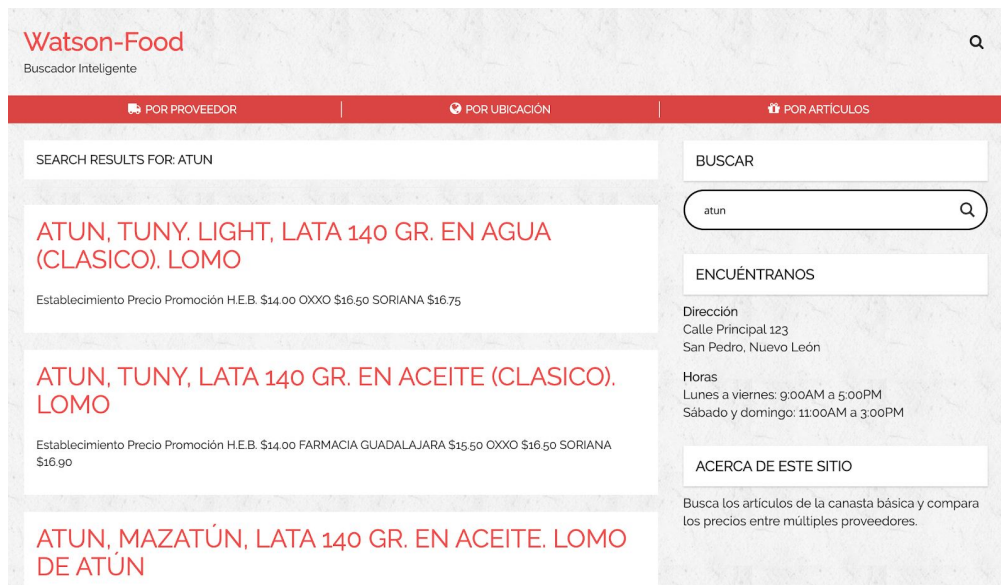 Watson-Food
Buscador Inteligente
POR PROVEEDOR
POR UBICACIÓN
POR ARTÍCULOS
SEARCH RESULTS FOR: ATUN
ATUN, TUNY. LIGHT, LATA 140 GR. EN AGUA
(CLASICO). LOMO
Establecimiento Precio Promoción H.E.B. $14.00 OXXO $16.50 SORIANA $16.75
ATUN, TUNY, LATA 140 GR. EN ACEITE (CLASICO).
LOMO
Establecimiento Precio Promoción H.E.B. $14.00 FARMACIA GUADALAJARA $15.50 OXXO $16.50 SORIANA
$16.90
ATUN, MAZATÚN, LATA 140 GR. EN ACEITE. LOMO
DE ATÚN
BUSCAR
atun
ENCUÉNTRANOS
Dirección
Calle Principal 123
San Pedro, Nuevo León
Horas
Lunes a viernes: 9:00AM a 5:00PM
Sábado y domingo: 11:00AM a 3:00PM
ACERCA DE ESTE SITIO
Busca los artículos de la canasta básica y compara
los precios entre múltiples proveedores.